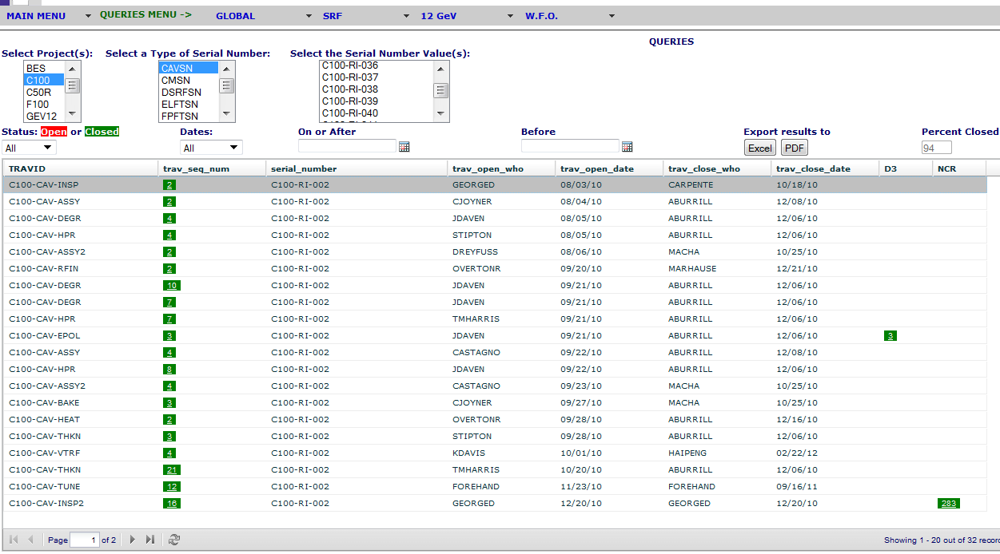 MAIN MENU QUERIES MENU -> GLOBAL SRF 12 GeV W.F.O.
QUERIES
Select Project(s): Select a Type of Serial Number: Select the Serial Number Value(s):
BES CAVSN C100-RI-036
C100 CMSN C100-RI-037
C50R DSRFSN C100-RI-038
F100 ELFTSN C100-RI-039
GEV12 FPFTSN C100-RI-040
Status: Open or Closed Dates: On or After Before Export results to Percent Closed
All All Excel PDF 94
TRAVID trav_seq_num serial_number trav_open_who trav_open_date trav_close_who trav_close_date D3 NCR
C100-CAV-INSP 2 C100-RI-002 GEORGED 08/03/10 CARPENTE 10/18/10
C100-CAV-ASSY 2 C100-RI-002 CJOYNER 08/04/10 ABURRILL 12/08/10
C100-CAV-DEGR 4 C100-RI-002 JDAVEN 08/05/10 ABURRILL 12/06/10
C100-CAV-HPR 4 C100-RI-002 STIPTON 08/05/10 ABURRILL 12/06/10
C100-CAV-ASSY2 2 C100-RI-002 DREYFUSS 08/06/10 MACHA 10/25/10
C100-CAV-RFIN 2 C100-RI-002 OVERTONR 09/20/10 MARHAUSE 12/21/10
C100-CAV-DEGR 10 C100-RI-002 JDAVEN 09/21/10 ABURRILL 12/06/10
C100-CAV-DEGR 7 C100-RI-002 JDAVEN 09/21/10 ABURRILL 12/06/10
C100-CAV-HPR 7 C100-RI-002 TMHARRIS 09/21/10 ABURRILL 12/06/10
C100-CAV-EPOL 3 C100-RI-002 JDAVEN 09/21/10 ABURRILL 12/06/10 3
C100-CAV-ASSY 4 C100-RI-002 CASTAGNO 09/22/10 ABURRILL 12/08/10
C100-CAV-HPR 8 C100-RI-002 JDAVEN 09/22/10 ABURRILL 12/06/10
C100-CAV-ASSY2 4 C100-RI-002 CASTAGNO 09/23/10 MACHA 10/25/10
C100-CAV-BAKE 3 C100-RI-002 CJOYNER 09/27/10 MACHA 10/25/10
C100-CAV-HEAT 2 C100-RI-002 OVERTONR 09/28/10 ABURRILL 12/16/10
C100-CAV-THKN 3 C100-RI-002 STIPTON 09/28/10 ABURRILL 12/06/10
C100-CAV-VTRF 4 C100-RI-002 KDAVIS 10/01/10 HAIPENG 02/22/12
C100-CAV-THKN 21 C100-RI-002 TMHARRIS 10/20/10 ABURRILL 12/06/10
C100-CAV-TUNE 12 C100-RI-002 FOREHAND 11/23/10 FOREHAND 09/16/11
C100-CAV-INSP2 16 C100-RI-002 GEORGED 12/20/10 GEORGED 12/20/10 283
Page 1 of 2 Showing 1 - 20 out of 32 recor